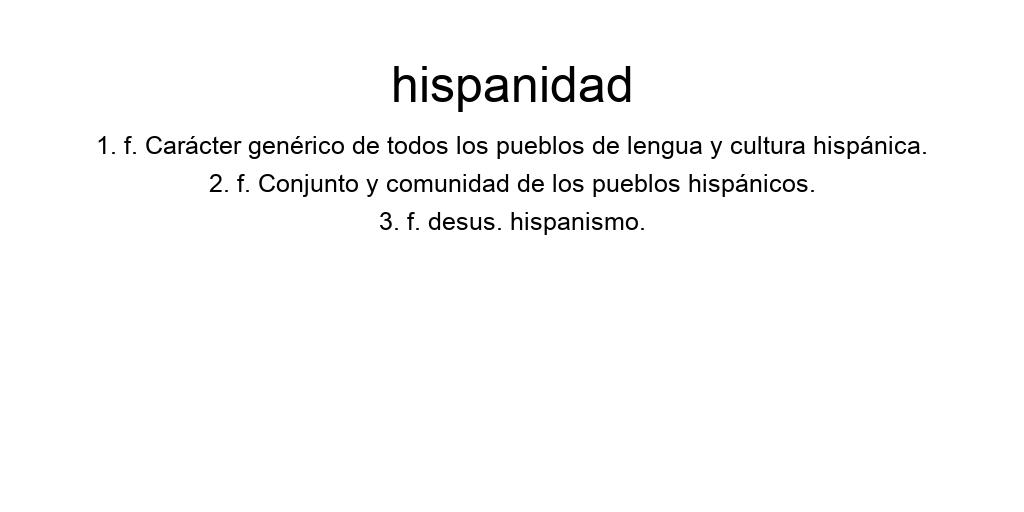 hispanidad
1. f. Carácter genérico de todos los pueblos de lengua y cultura hispánica.
2. f. Conjunto y comunidad de los pueblos hispánicos.
3. f. desus. hispanismo.